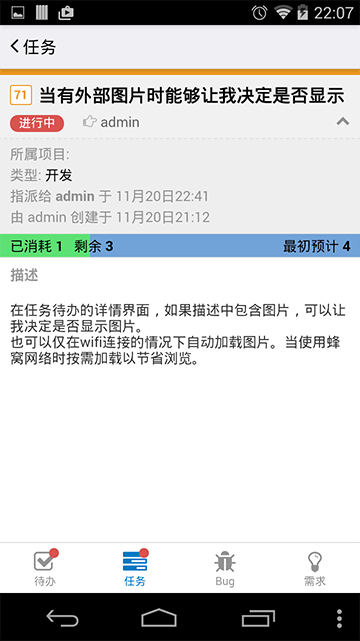 22:07
任务
71 当有外部图片时能够让我决定是否显示
进行中 admin
所属项目:
类型: 开发
指派给 admin 于 11月20日22:41
由 admin 创建于 11月20日21:12
已消耗 1 剩余 3 最初预计 4
描述
在任务待办的详情界面，如果描述中包含图片，可以让
我决定是否显示图片。
也可以仅在wifi连接的情况下自动加载图片。当使用蜂
窝网络时按需加载以节省浏览。
待办 任务 Bug 需求